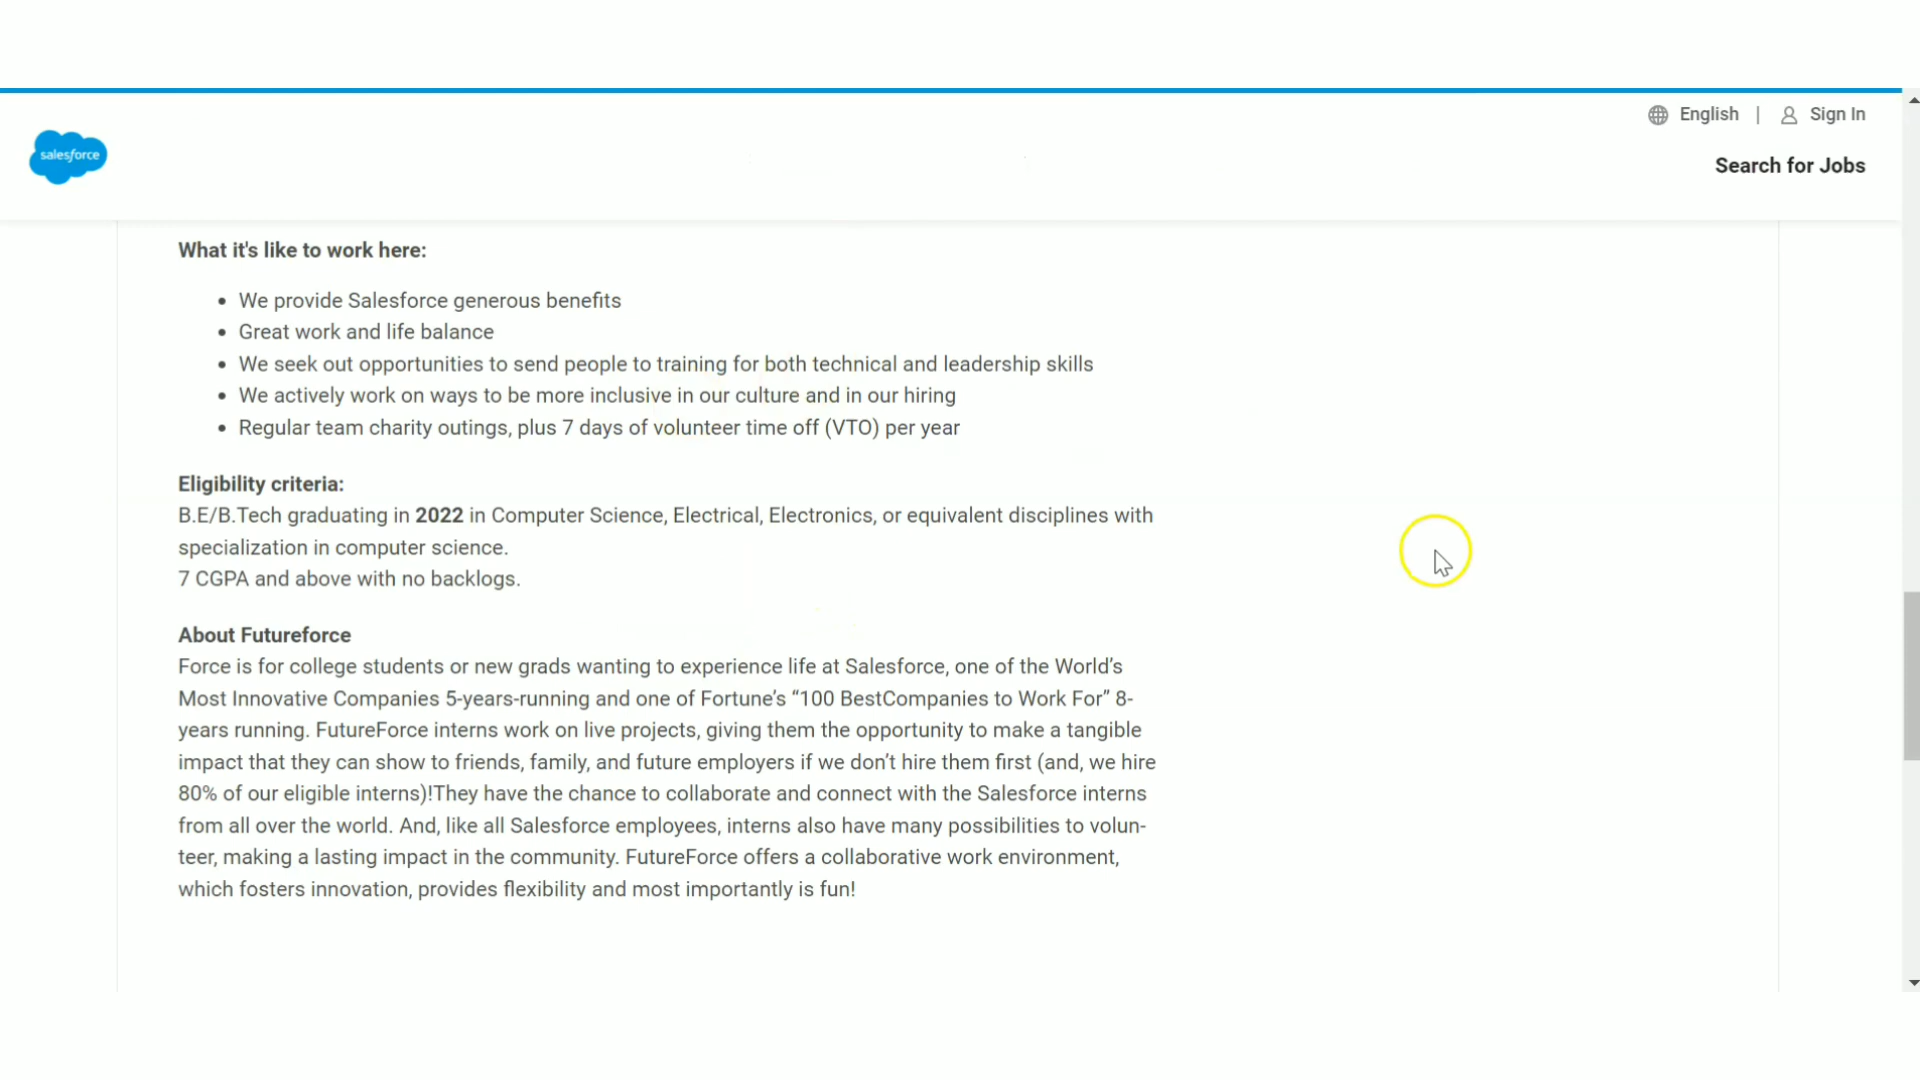 English | Sign In
salesforce
Search for Jobs
What it's like to work here:
• We provide Salesforce generous benefits
• Great work and life balance
• We seek out opportunities to send people to training for both technical and leadership skills
• We actively work on ways to be more inclusive in our culture and in our hiring
• Regular team charity outings, plus 7 days of volunteer time off (VTO) per year
Eligibility criteria:
B.E/B.Tech graduating in 2022 in Computer Science, Electrical, Electronics, or equivalent disciplines with
specialization in computer science.
7 CGPA and above with no backlogs.
About Futureforce
Force is for college students or new grads wanting to experience life at Salesforce, one of the World’s
Most Innovative Companies 5-years-running and one of Fortune’s “100 BestCompanies to Work For” 8-
years running. FutureForce interns work on live projects, giving them the opportunity to make a tangible
impact that they can show to friends, family, and future employers if we don’t hire them first (and, we hire
80% of our eligible interns)!They have the chance to collaborate and connect with the Salesforce interns
from all over the world. And, like all Salesforce employees, interns also have many possibilities to volun-
teer, making a lasting impact in the community. FutureForce offers a collaborative work environment,
which fosters innovation, provides flexibility and most importantly is fun!